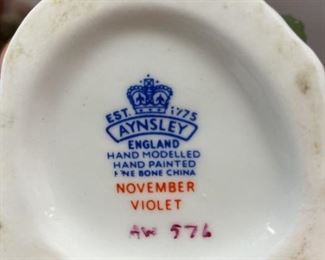 EST. 1775
AYNSLEY
ENGLAND
HAND MODELLED
HAND PAINTED
FINE BONE CHINA
NOVEMBER
VIOLET
AW 576